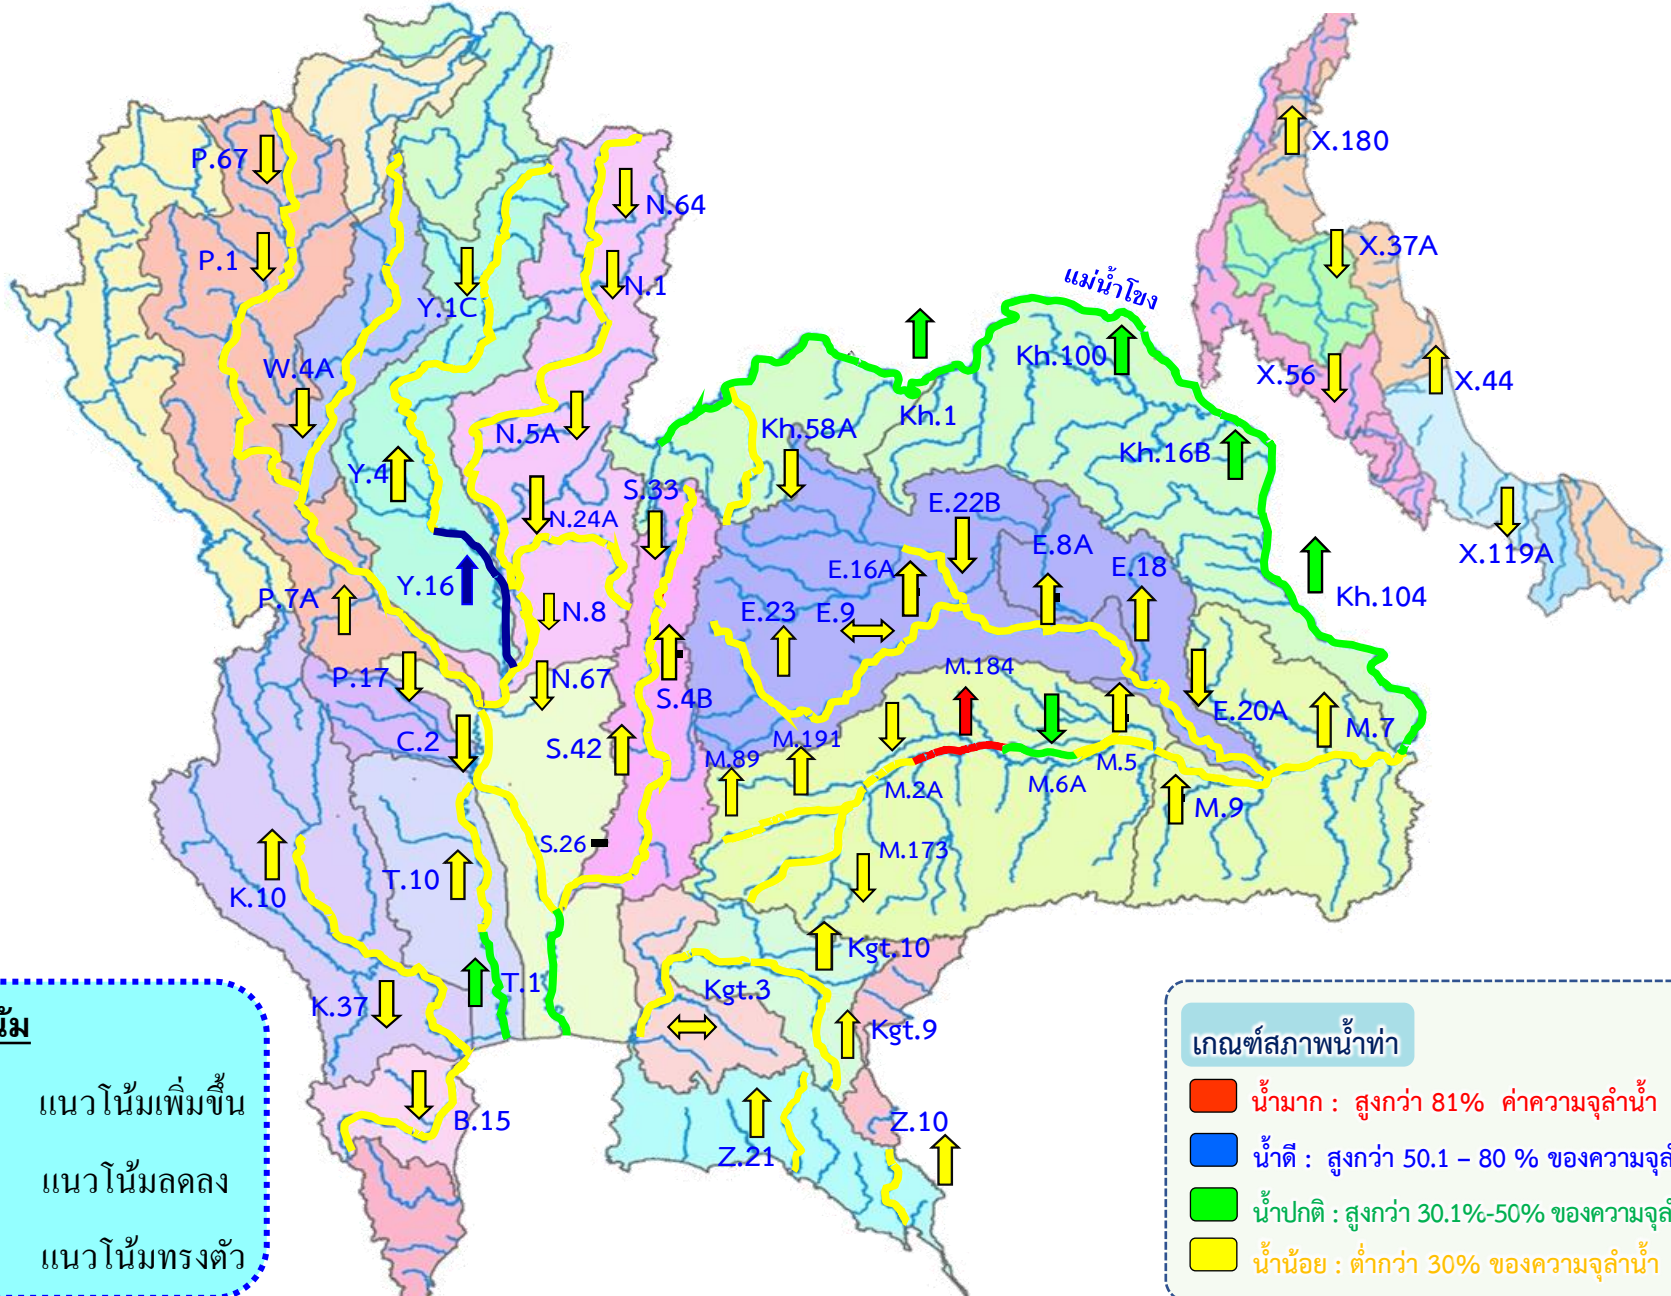 P.67
P.1
W.4A
Y.1C
N.64
N.1
N.5A
Y.4
N.24A
Y.16
N.8
P.7A
P.17
N.67
C.2
S.33
S.4B
S.42
S.26
K.10
T.10
K.37
T.1
B.15
แม่น้ำโขง
Kh.58A
Kh.1
Kh.100
Kh.16B
Kh.104
E.22B
E.16A
E.8A
E.18
E.23
E.9
E.20A
M.184
M.7
M.89
M.191
M.2A
M.6A
M.5
M.9
M.173
Kgt.10
Kgt.3
Kgt.9
Z.21
Z.10
X.180
X.37A
X.56
X.44
X.119A
แนวโน้มเพิ่มขึ้น
แนวโน้มลดลง
แนวโน้มทรงตัว
เกณฑ์สภาพน้ำท่า
น้ำมาก : สูงกว่า 81% ค่าความจุลำน้ำ
น้ำดี : สูงกว่า 50.1 – 80 % ของความจุลำ
น้ำปกติ : สูงกว่า 30.1%-50% ของความจุลำ
น้ำน้อย : ต่ำกว่า 30% ของความจุลำน้ำ